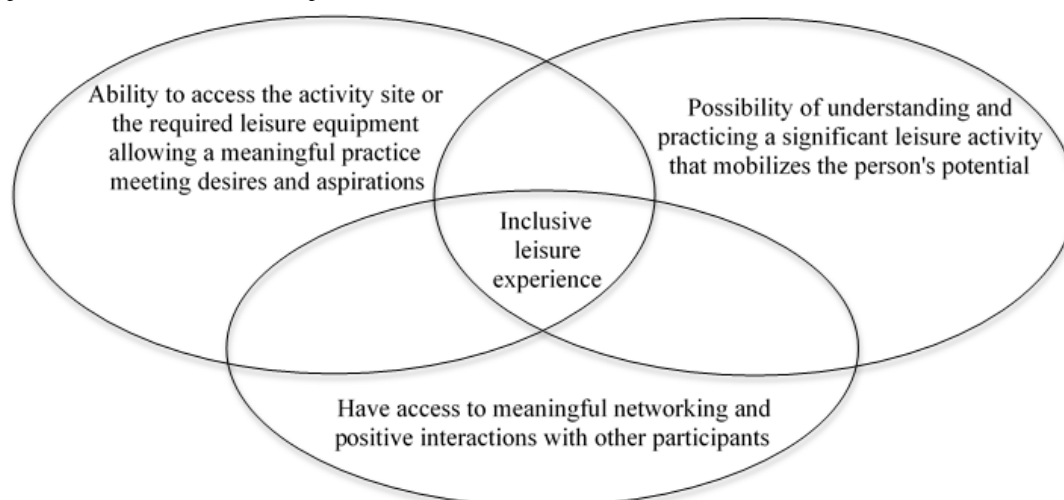 Ability to access the activity site or
the required leisure equipment
allowing a meaningful practice
meeting desires and aspirations
Possibility of understanding and
practicing a significant leisure activity
that mobilizes the person's potential
Inclusive
leisure
experience
Have access to meaningful networking and
positive interactions with other participants